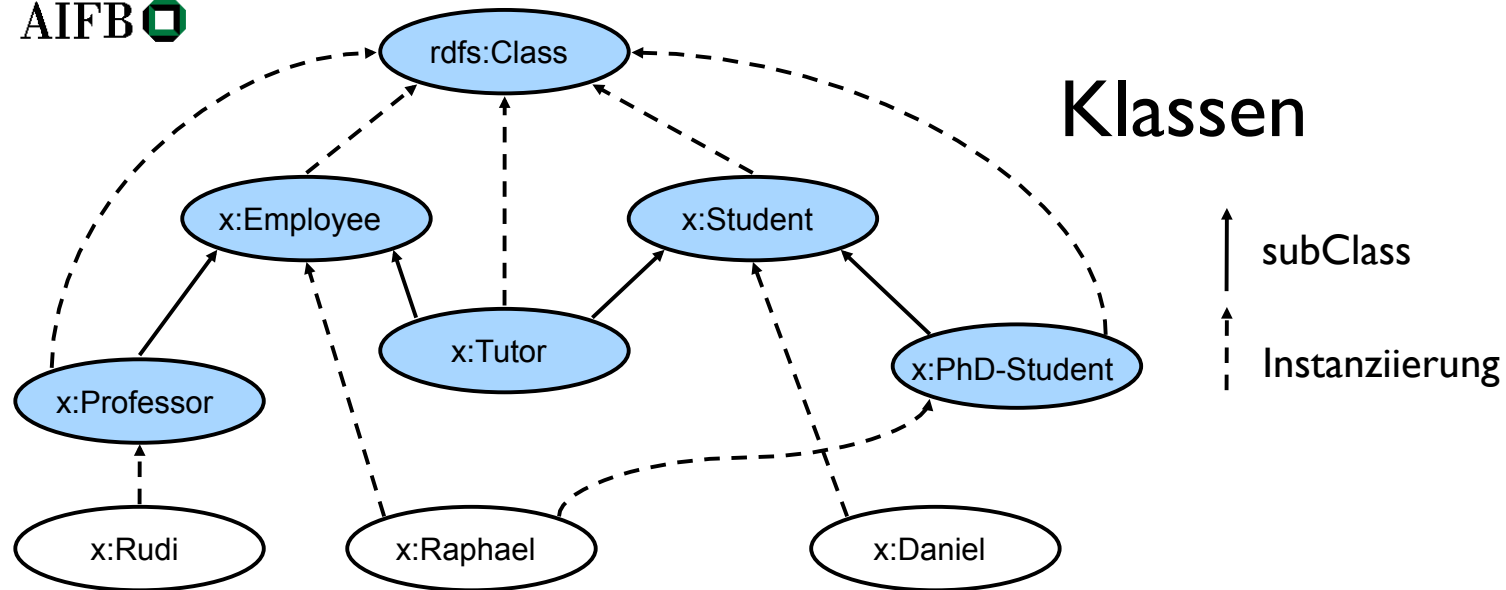 AIFB
rdfs:Class
Klassen
x:Employee
x:Student
subClass
x:Tutor
x:PhD-Student
Instanziierung
x:Professor
x:Rudi
x:Raphael
x:Daniel